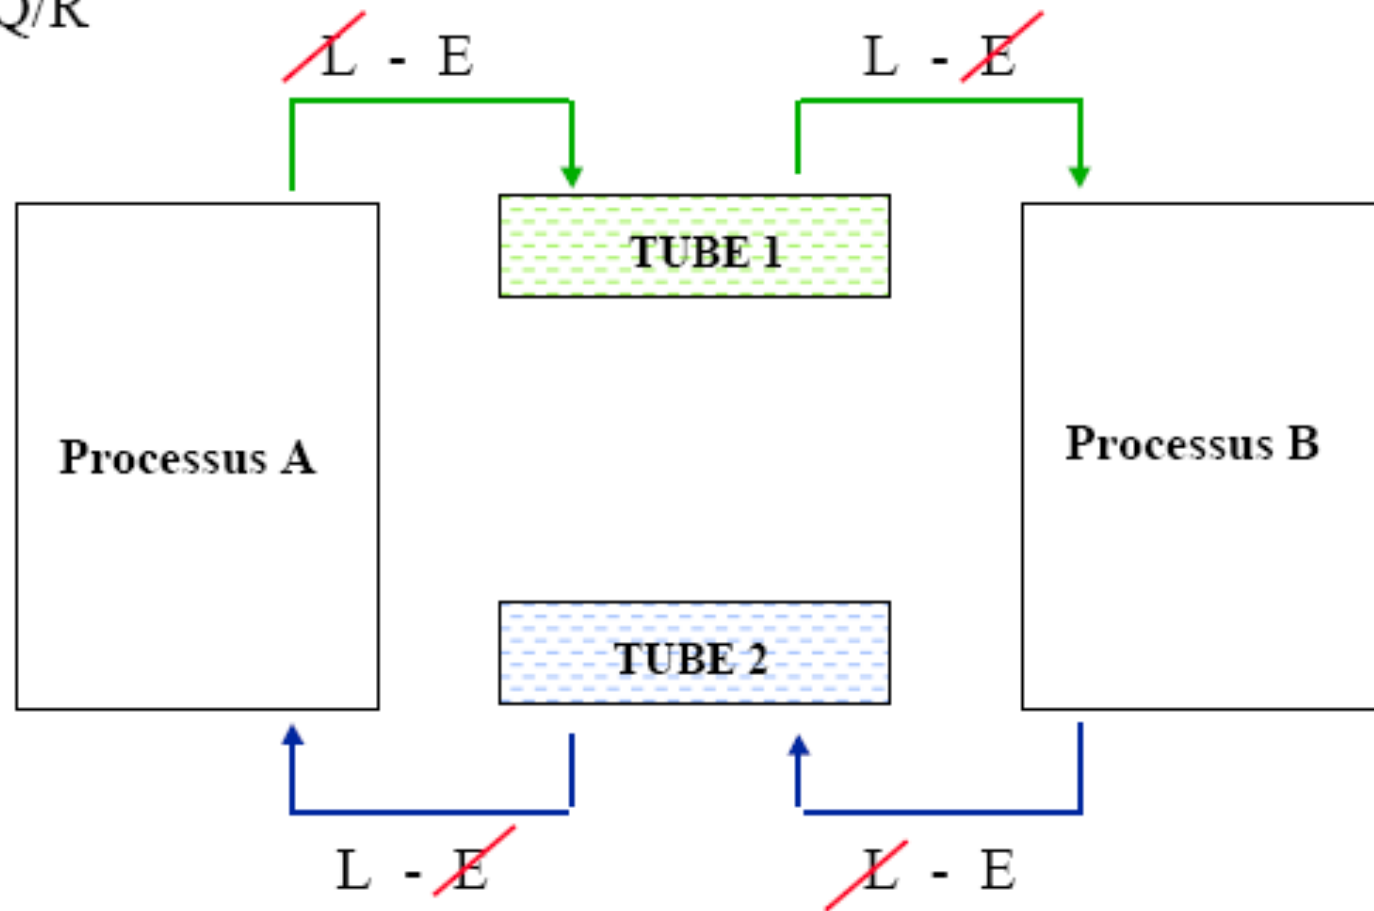 Q/R
L - E
L - E
TUBE 1
Processus A
Processus B
TUBE 2
L - E
L - E